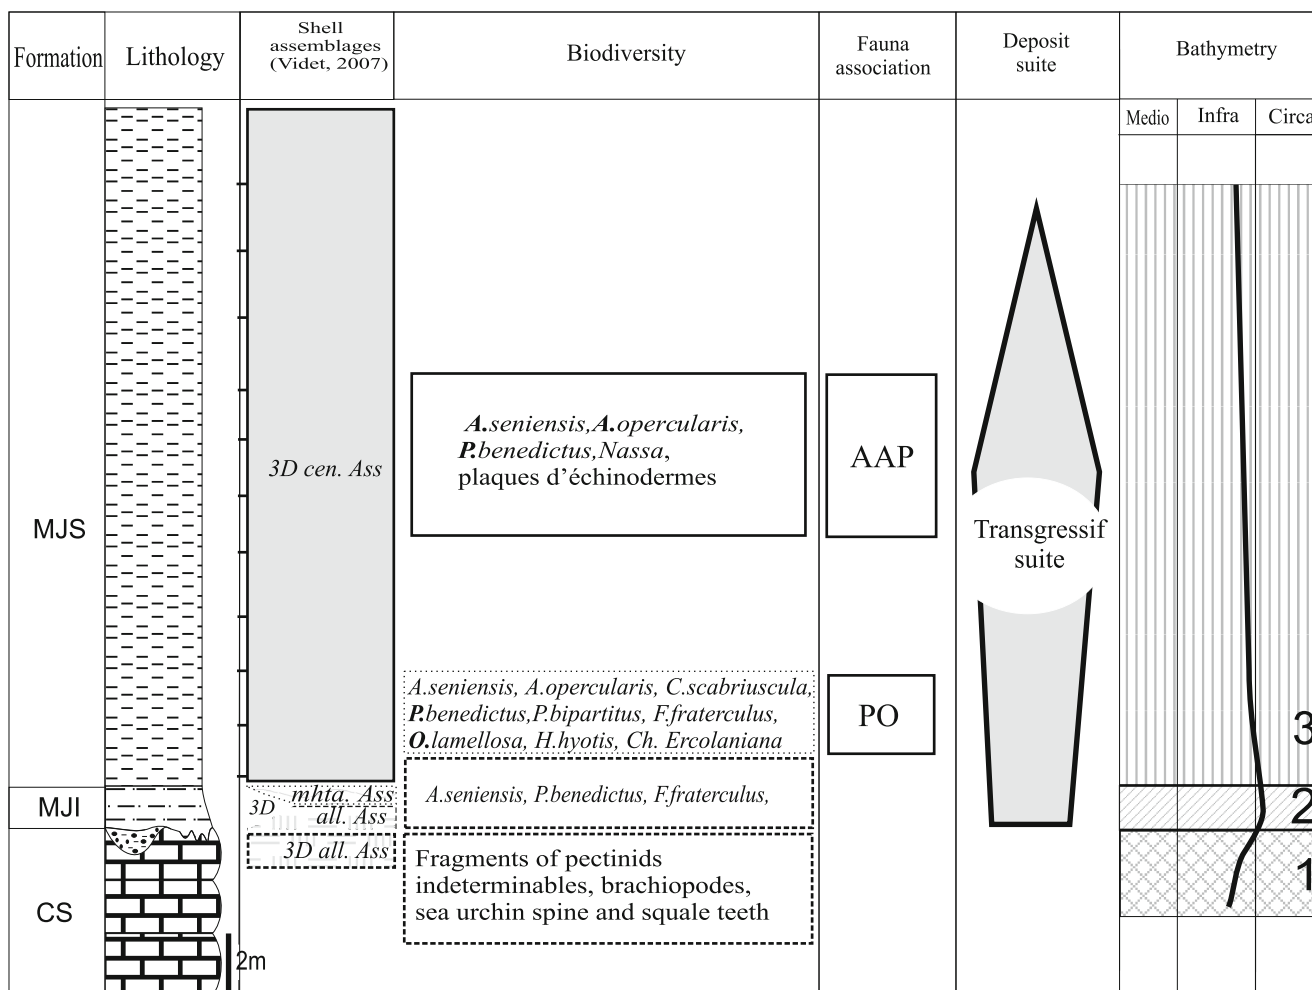 Formation
Lithology
Shell
assemblages
(Videt, 2007)
Biodiversity
Fauna
association
Deposit
suite
Bathymetry
Medio
Infra
Circa
MJS
3D cen. Ass
A.seniensis,A.opercularis,
P.benedictus,Nassa,
plaques d'échinodermes
AAP
Transgressif
suite
A.seniensis, A.opercularis, C.scabriuscula,
P.benedictus,P.bipartitus, F.fraterculus,
O.lamellosa, H.hyotis, Ch. Ercolaniana
PO
3
MJI
3D
mhta. Ass
all. Ass
A.seniensis, P.benedictus, F.fraterculus,
2
3D all. Ass
Fragments of pectinids
indeterminables, brachiopodes,
sea urchin spine and squale teeth
1
CS
2m